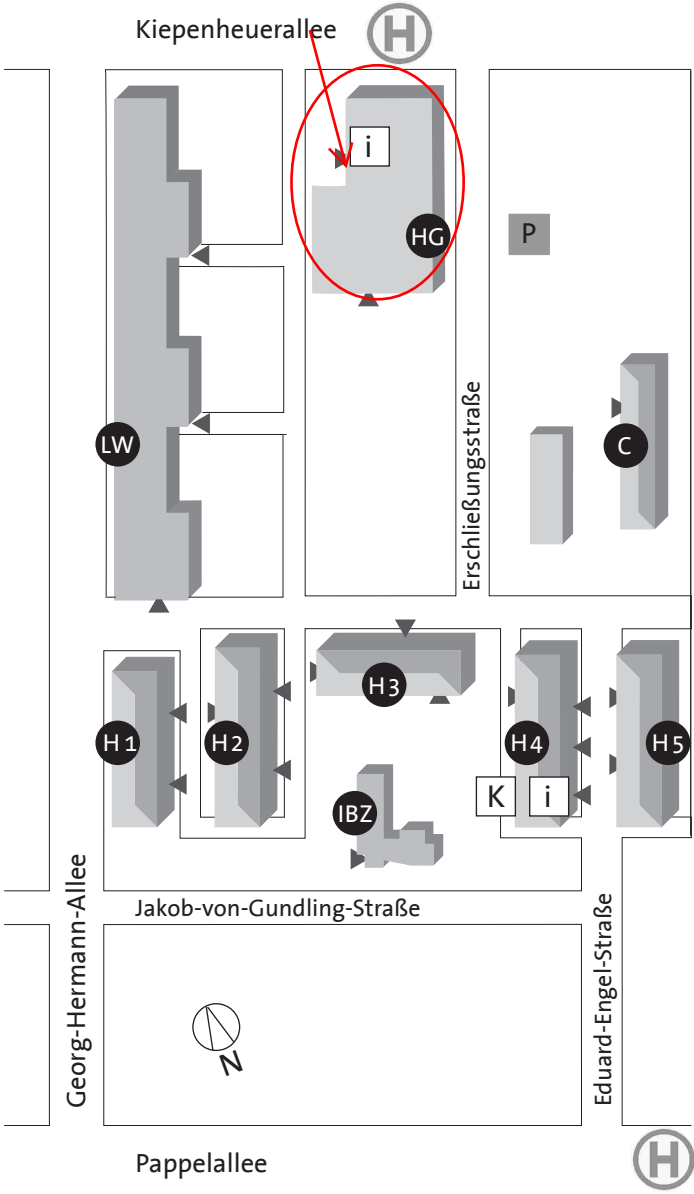 Kiepenheuerallee
H
i
HG
P
LW
C
Erschließungsstraße
H1
H2
H3
H4
H5
K
i
IBZ
Georg-Hermann-Allee
Jakob-von-Gundling-Straße
Eduard-Engel-Straße
N
Pappelallee
H